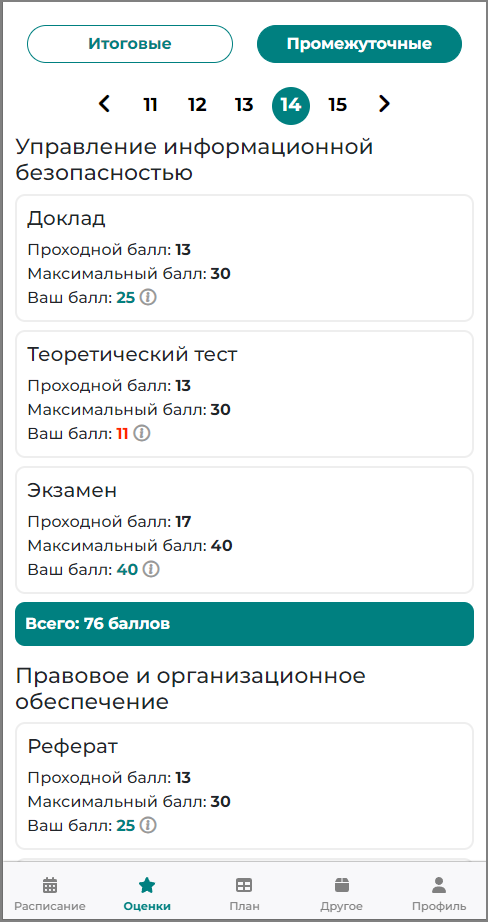 Итоговые
Промежуточные
11 12 13 14 15
Управление информационной
безопасностью
Доклад
Проходной балл: 13
Максимальный балл: 30
Ваш балл: 25
Теоретический тест
Проходной балл: 13
Максимальный балл: 30
Ваш балл: 11
Экзамен
Проходной балл: 17
Максимальный балл: 40
Ваш балл: 40
Всего: 76 баллов
Правовое и организационное
обеспечение
Реферат
Проходной балл: 13
Максимальный балл: 30
Ваш балл: 25
Расписание
Оценки
План
Другое
Профиль